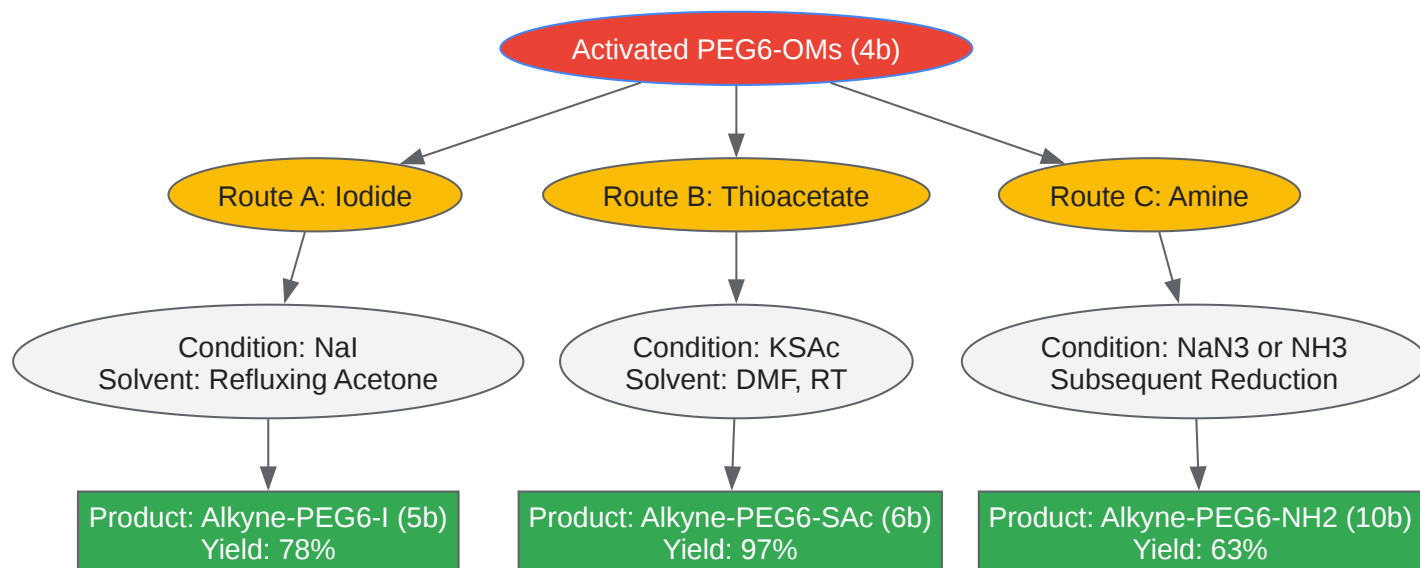 Activated PEG6-OMs (4b)
Route A: Iodide
Route B: Thioacetate
Route C: Amine
Condition: NaI
Solvent: Refluxing Acetone
Condition: KSAc
Solvent: DMF, RT
Condition: NaN3 or NH3
Subsequent Reduction
Product: Alkyne-PEG6-I (5b)
Yield: 78%
Product: Alkyne-PEG6-SAc (6b)
Yield: 97%
Product: Alkyne-PEG6-NH2 (10b)
Yield: 63%